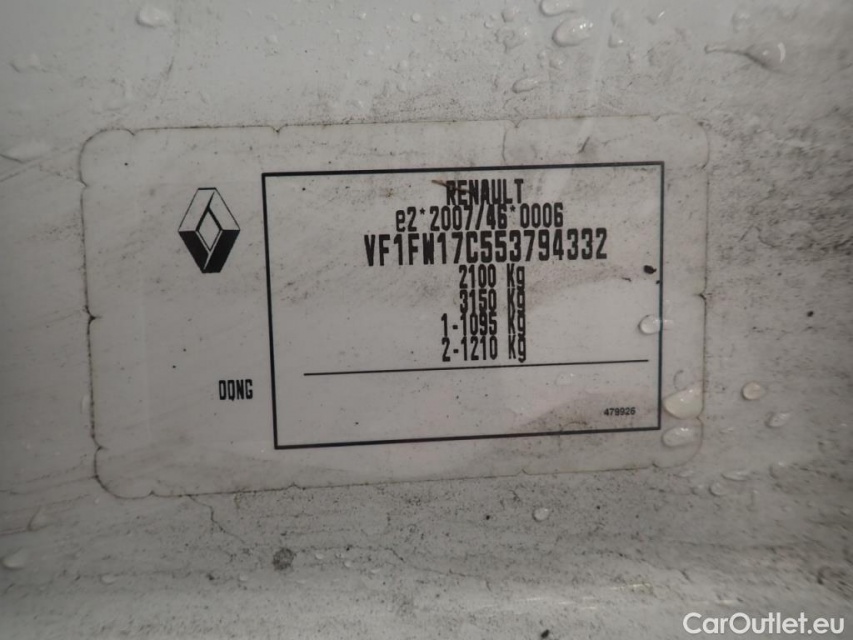 RENAULT
e2*2007/46*0006
VF1FW17C553794332
2100 Kg
3150 Kg
1-1095 Kg
2-1210 Kg
DQNG
479926
CarOutlet.eu